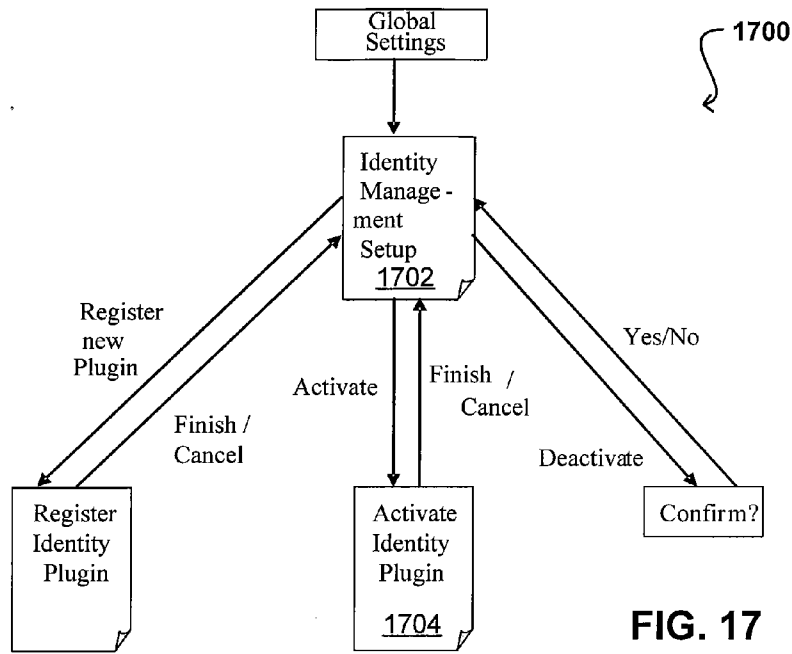 Global
Settings
1700
Identity
Manage-
ment
Setup
1702
Register
new
Plugin
Finish /
Cancel
Activate
Finish /
Cancel
Yes/No
Deactivate
Register
Identity
Plugin
Activate
Identity
Plugin
1704
Confirm?
FIG. 17